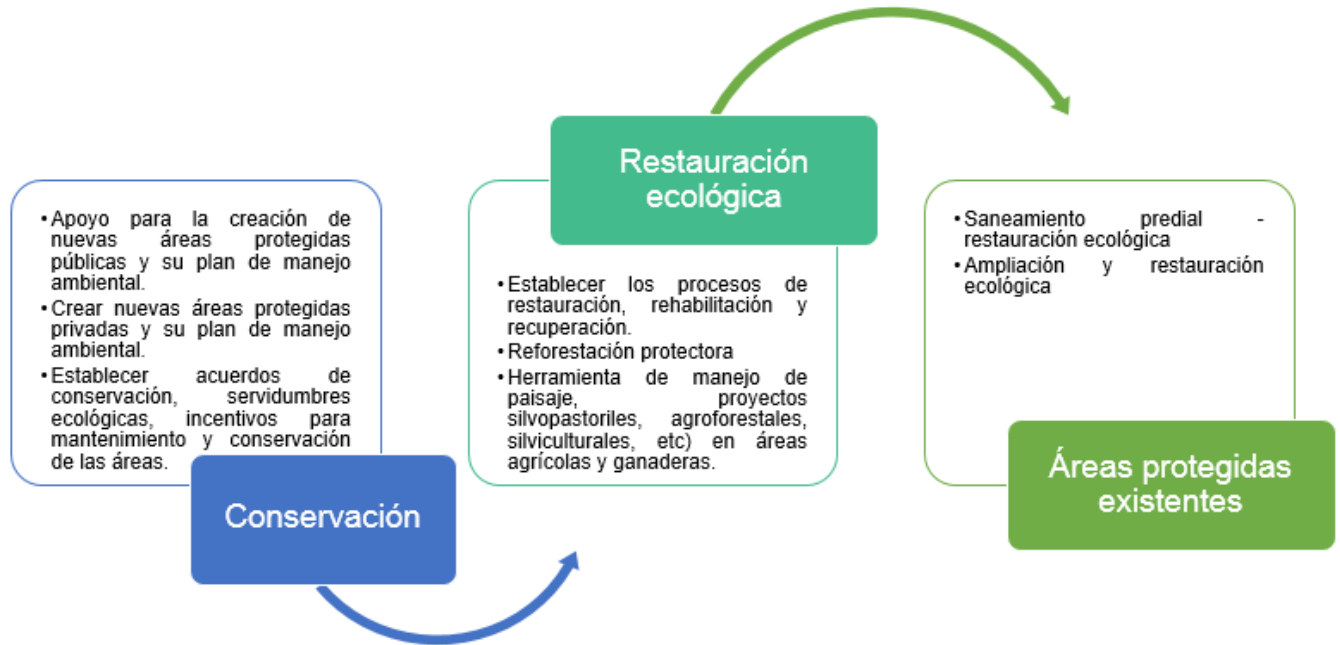 • Apoyo para la creación de
nuevas áreas protegidas
públicas y su plan de manejo
ambiental.
• Crear nuevas áreas protegidas
privadas y su plan de manejo
ambiental.
• Establecer acuerdos de
conservación, servidumbres
ecológicas, incentivos para
mantenimiento y conservación
de las áreas.
Conservación
Restauración
ecológica
• Establecer los procesos de
restauración, rehabilitación y
recuperación.
• Reforestación protectora
• Herramienta de manejo de
paisaje, proyectos
silvopastoriles, agroforestales,
silviculturales, etc) en áreas
agrícolas y ganaderas.
• Saneamiento predial -
restauración ecológica
• Ampliación y restauración
ecológica
Áreas protegidas
existentes